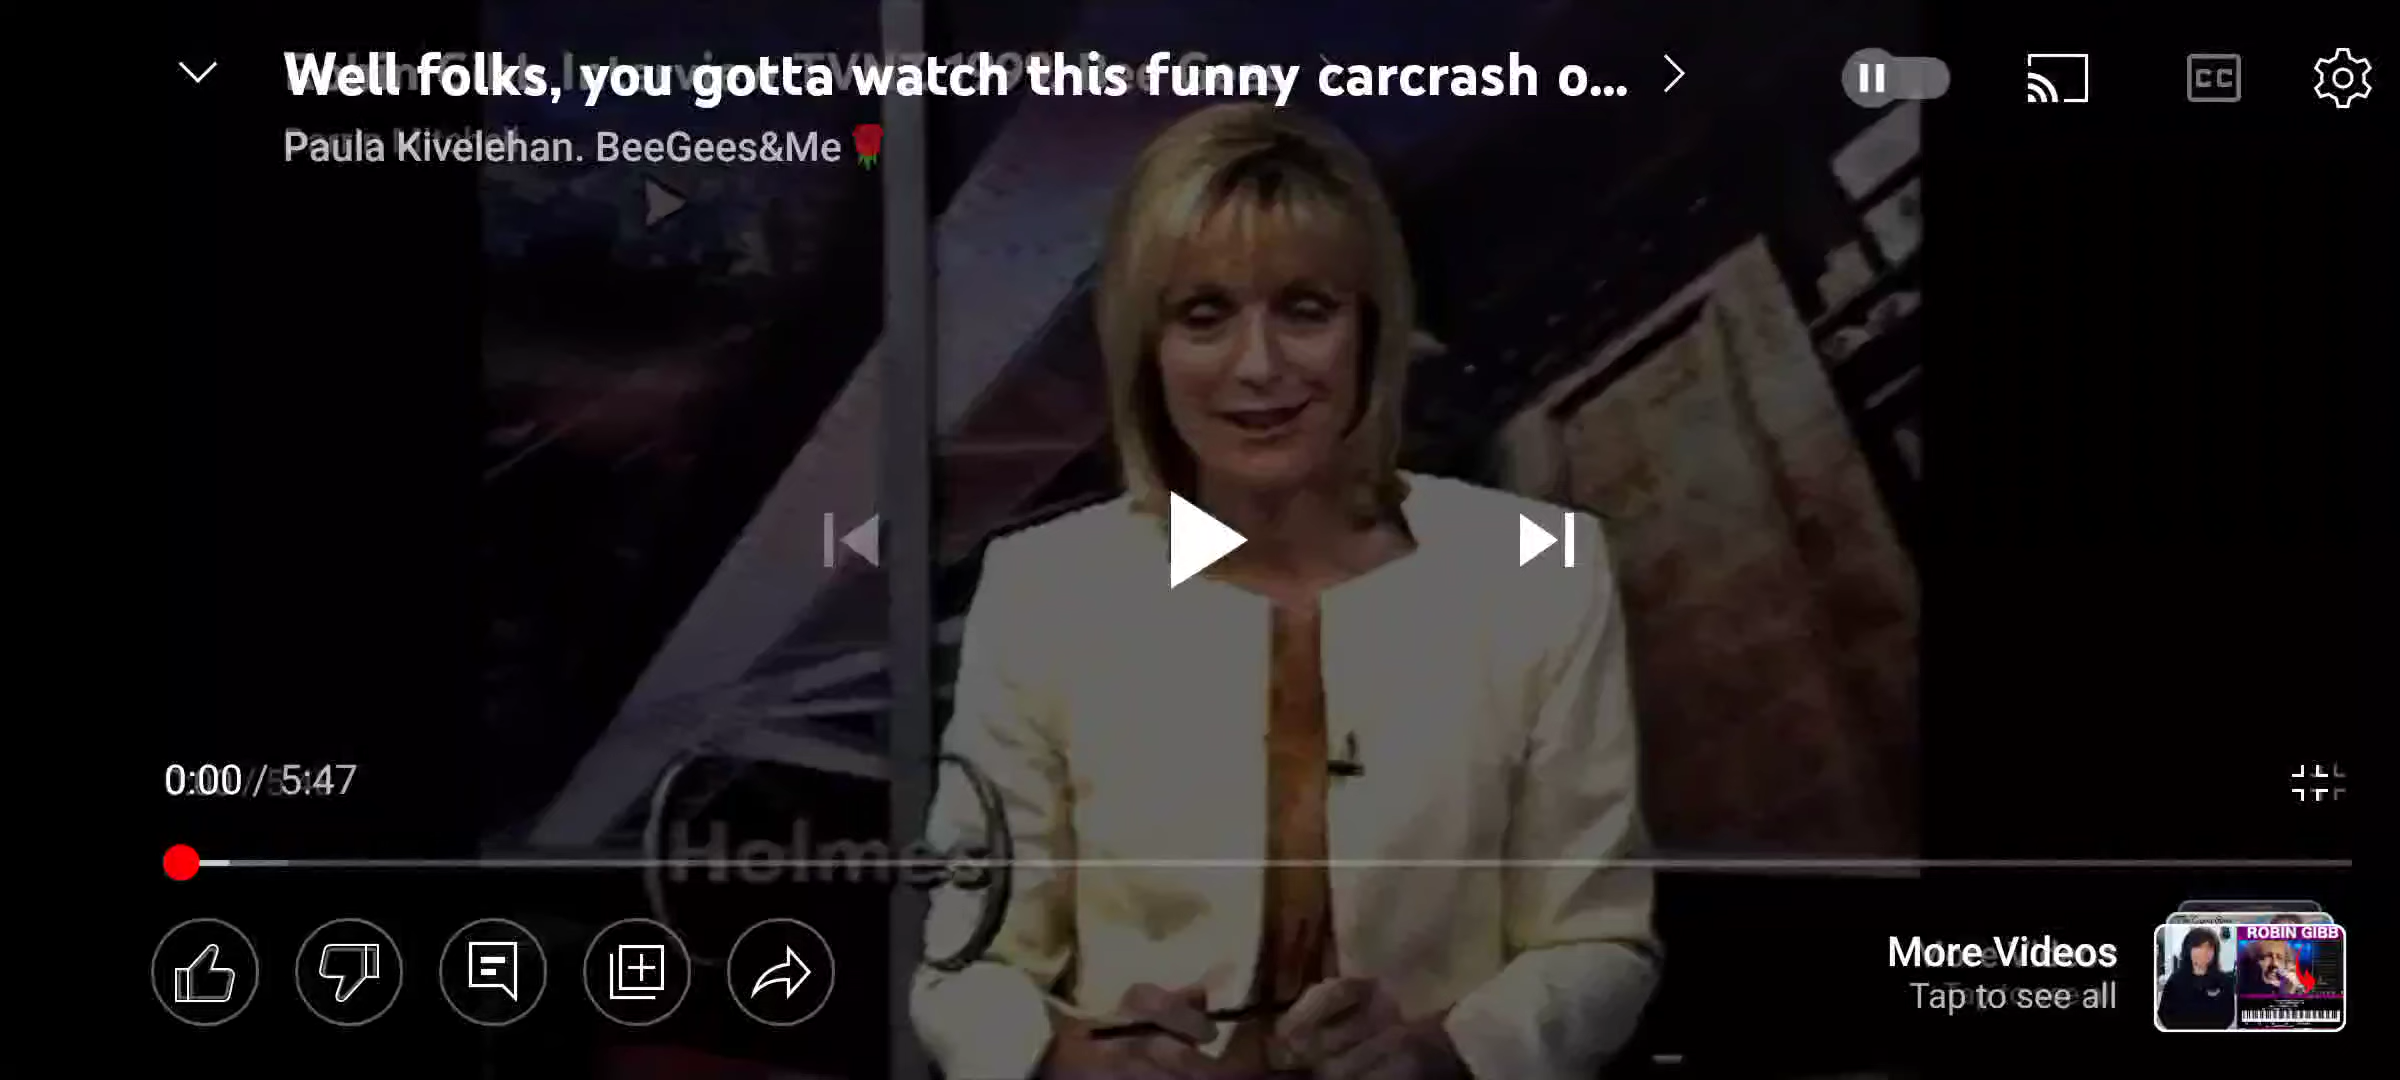 Well folks, you gotta watch this funny carcrash o...
Paula Kivelehan. BeeGees&Me🌹
CC
0:00 / 5:47
Holmes
More Videos
Tap to see all
ROBIN GIBB